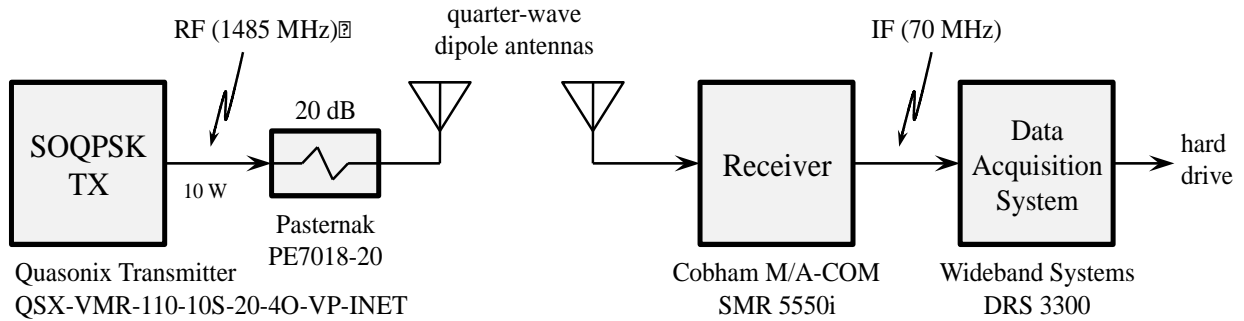 RF (1485 MHz)
quarter-wave
dipole antennas
IF (70 MHz)
SOQPSK
TX
10 W
20 dB
Receiver
Data
Acquisition
System
hard
drive
Pasternak
PE7018-20
Quasonix Transmitter
QSX-VMR-110-10S-20-4O-VP-INET
Cobham M/A-COM
SMR 5550i
Wideband Systems
DRS 3300